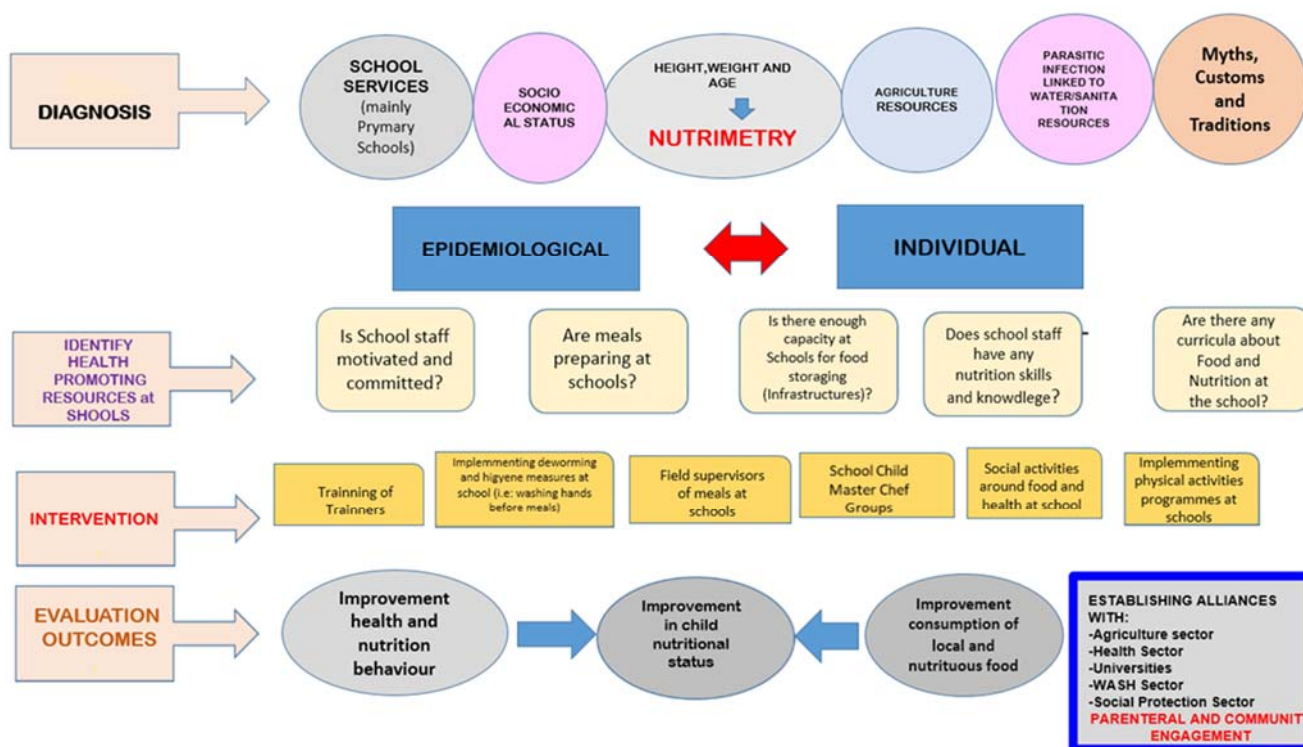 DIAGNOSIS
SCHOOL
SERVICES
(mainly
Prymary
Schools)
SOCIO
ECONOMIC
AL STATUS
HEIGHT,WEIGHT AND
AGE
NUTRIMETRY
AGRICULTURE
RESOURCES
PARASITIC
INFECTION
LINKED TO
WATER/SANITA
TION
RESOURCES
Myths,
Customs
and
Traditions
EPIDEMIOLOGICAL
INDIVIDUAL
IDENTIFY
HEALTH
PROMOTING
RESOURCES at
SHOOLS
Is School staff
motivated and
committed?
Are meals
preparing at
schools?
Is there enough
capacity at
Schools for food
storaging
(Infrastructures)?
Does school staff
have any
nutrition skills
and knowdlege?
Are there any
curricula about
Food and
Nutrition at
the school?
INTERVENTION
Trainning of
Trainners
Implemmenting deworming
and higyene measures at
school (i.e: washing hands
before meals)
Field supervisors
of meals at
schools
School Child
Master Chef
Groups
Social activities
around food and
health at school
Implemmenting
physical activities
programmes at
schools
EVALUATION
OUTCOMES
Improvement
health and
nutrition
behaviour
Improvement
in child
nutritional
status
Improvement
consumption of
local and
nutrituous food
ESTABLISHING ALLIANCES
WITH:
-Agriculture sector
-Health Sector
-Universities
-WASH Sector
-Social Protection Sector
PARENTERAL AND COMMUNITY
ENGAGEMENT